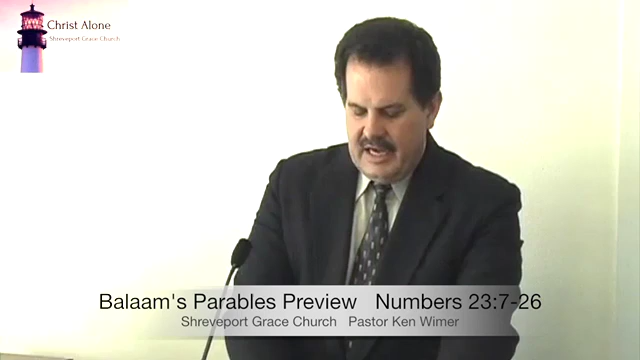 Christ Alone
Shreveport Grace Church
Balaam's Parables Preview Numbers 23:7-26
Shreveport Grace Church Pastor Ken Wimer